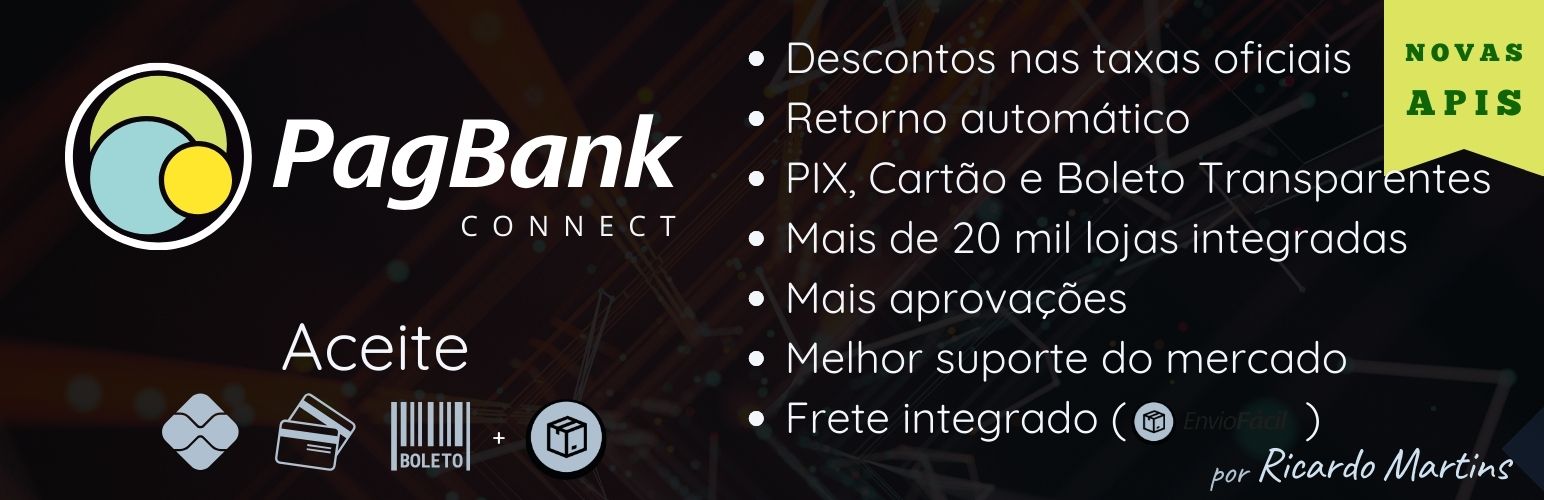 PagBank
CONNECT
Aceite
BOLETO
+
• Descontos nas taxas oficiais
• Retorno automático
• PIX, Cartão e Boleto Transparentes
• Mais de 20 mil lojas integradas
• Mais aprovações
• Melhor suporte do mercado
• Frete integrado ( EnvioFácil )
NOVAS
APIS
por Ricardo Martins